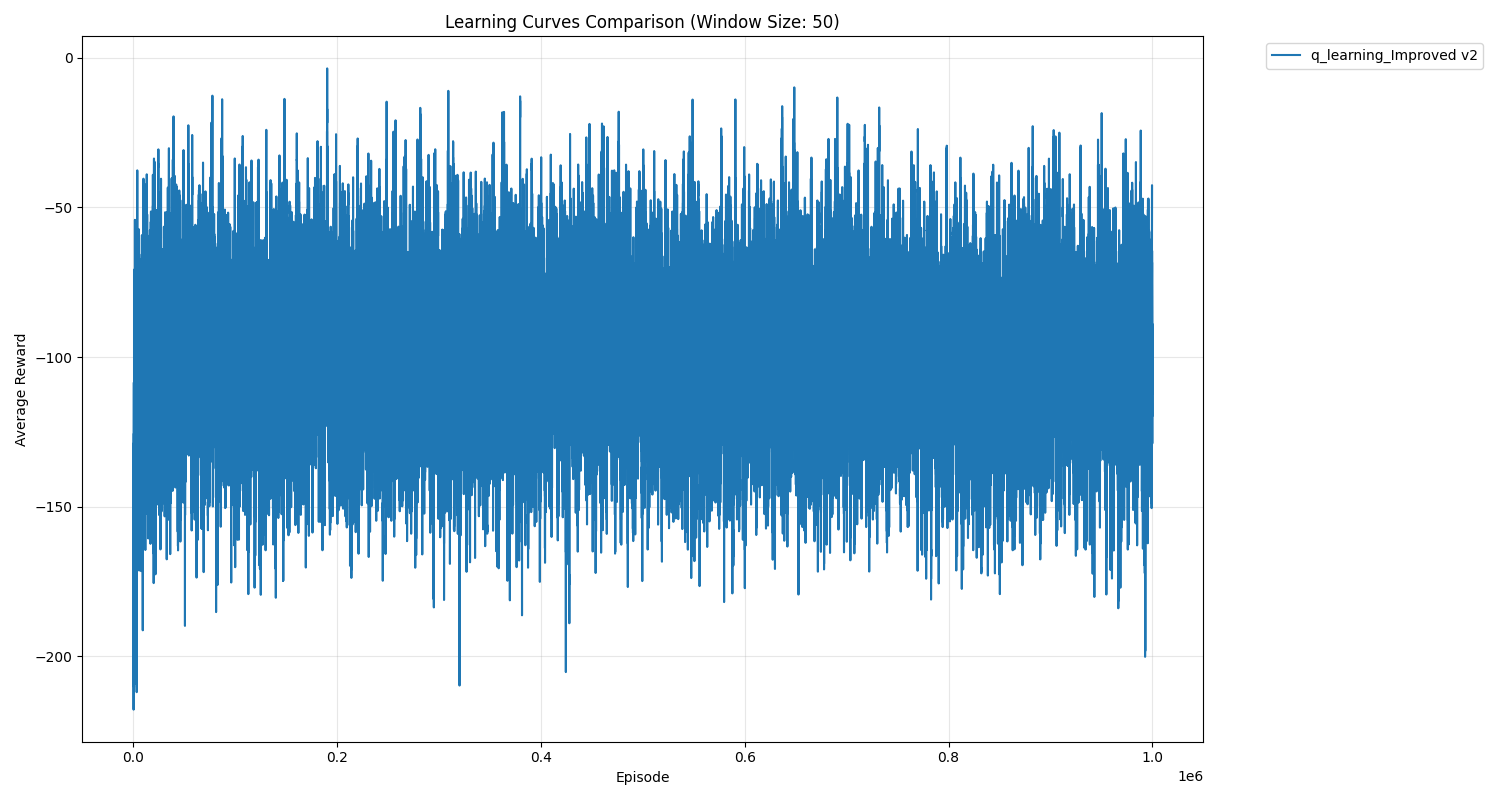 Learning Curves Comparison (Window Size: 50)
q_learning_Improved v2
Average Reward
0
−50
−100
−150
−200
0.0 0.2 0.4 0.6 0.8 1.0
1e6
Episode